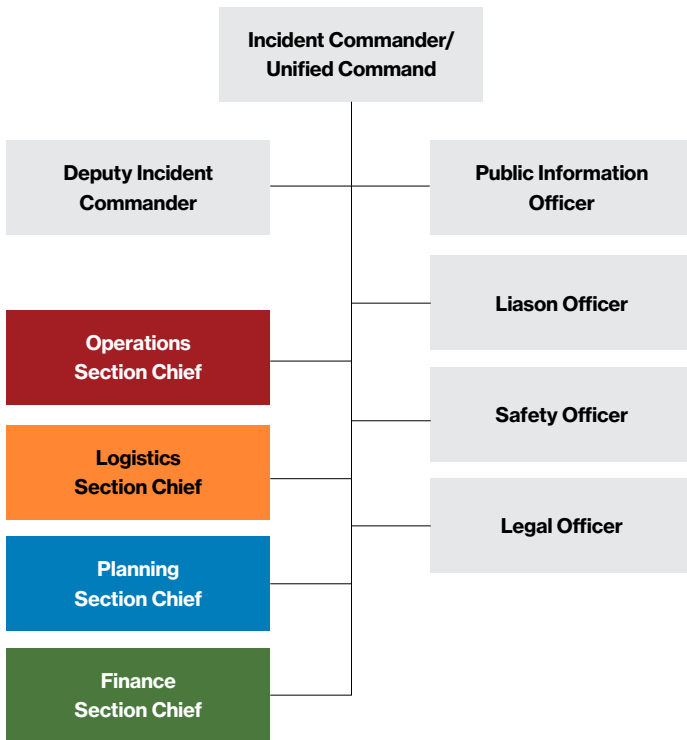 Incident Commander/
Unified Command
Deputy Incident
Commander
Public Information
Officer
Liason Officer
Operations
Section Chief
Safety Officer
Logistics
Section Chief
Legal Officer
Planning
Section Chief
Finance
Section Chief